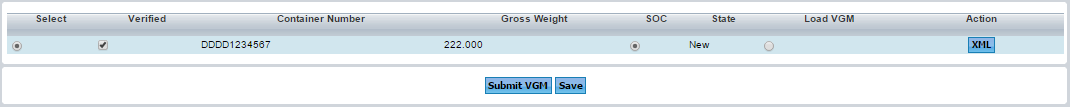 Select Verified Container Number Gross Weight SOC State Load VGM Action
DDDD1234567 222.000 New XML
Submit VGM Save